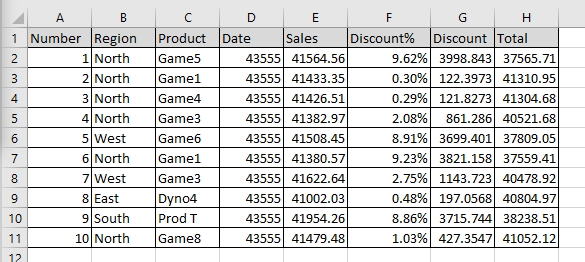 A B C D E F G H
1 Number Region Product Date Sales Discount% Discount Total
2 1 North Game5 43555 41564.56 9.62% 3998.843 37565.71
3 2 North Game1 43555 41433.35 0.30% 122.3973 41310.95
4 3 North Game4 43555 41426.51 0.29% 121.8273 41304.68
5 4 North Game3 43555 41382.97 2.08% 861.286 40521.68
6 5 West Game6 43555 41508.45 8.91% 3699.401 37809.05
7 6 North Game1 43555 41380.57 9.23% 3821.158 37559.41
8 7 West Game3 43555 41622.64 2.75% 1143.723 40478.92
9 8 East Dyno4 43555 41002.03 0.48% 197.0568 40804.97
10 9 South Prod T 43555 41954.26 8.86% 3715.744 38238.51
11 10 North Game8 43555 41479.48 1.03% 427.3547 41052.12
12